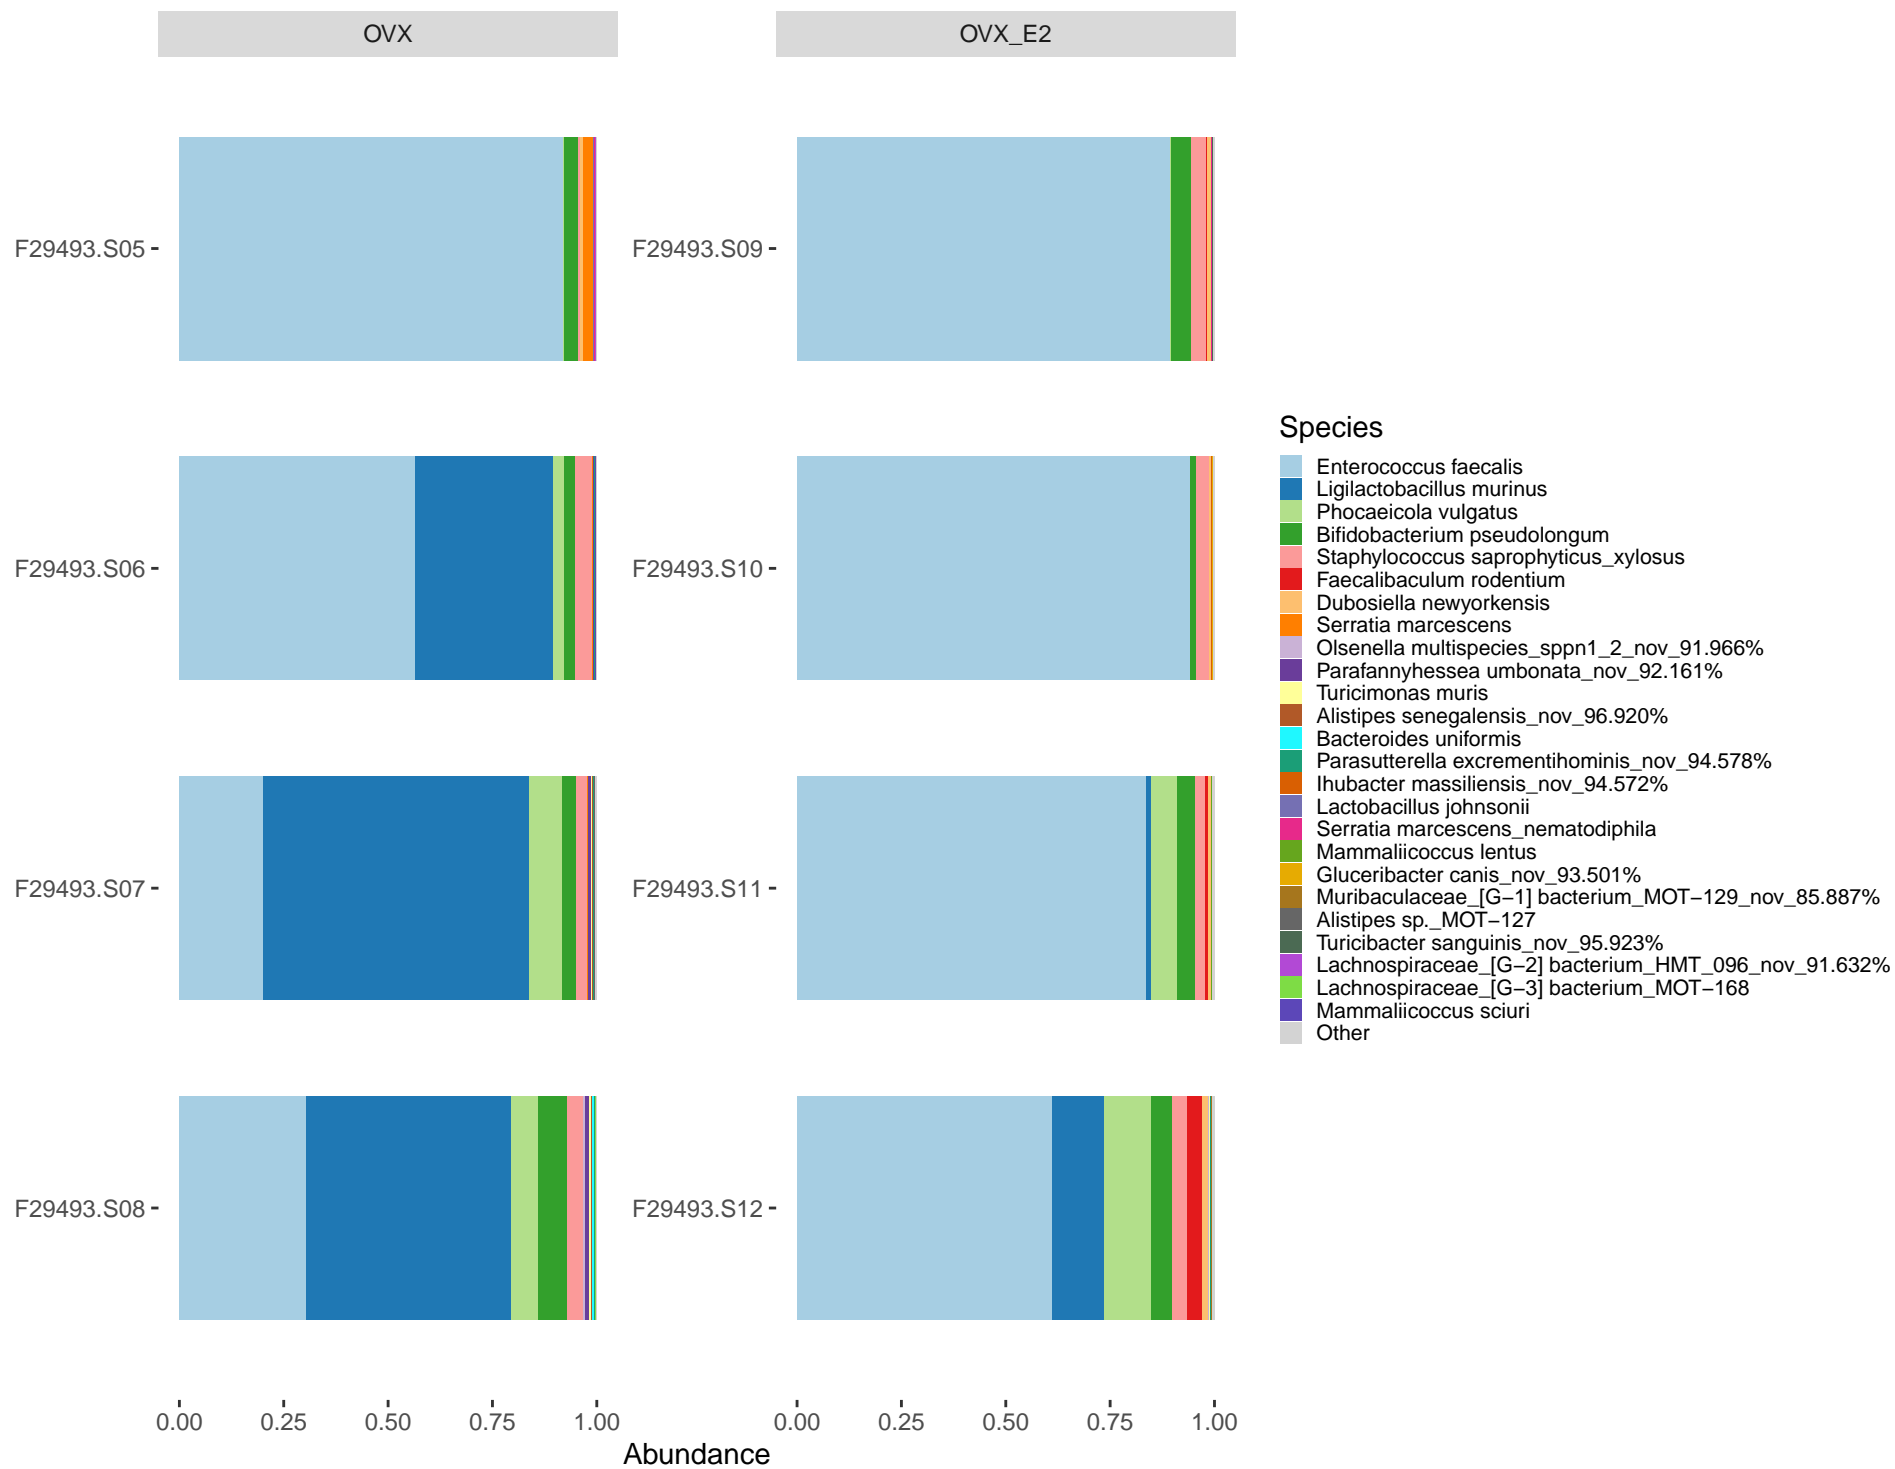 OVX
OVX_E2
F29493.S05
F29493.S09
F29493.S06
F29493.S10
F29493.S07
F29493.S11
F29493.S08
F29493.S12
0.00 0.25 0.50 0.75 1.00
0.00 0.25 0.50 0.75 1.00
Abundance
Species
Enterococcus faecalis
Ligilactobacillus murinus
Phocaeicola vulgatus
Bifidobacterium pseudolongum
Staphylococcus saprophyticus_xylosus
Faecalibaculum rodentium
Dubosiella newyorkensis
Serratia marcescens
Olsenella multispecies_sppn1_2_nov_91.966%
Parafannyhessea umbonata_nov_92.161%
Turicimonas muris
Alistipes senegalensis_nov_96.920%
Bacteroides uniformis
Parasutterella excrementihominis_nov_94.578%
Ihubacter massiliensis_nov_94.572%
Lactobacillus johnsonii
Serratia marcescens_nematodiphila
Mammaliicoccus lentus
Gluceribacter canis_nov_93.501%
Muribaculaceae_[G−1] bacterium_MOT−129_nov_85.887%
Alistipes sp._MOT−127
Turicibacter sanguinis_nov_95.923%
Lachnospiraceae_[G−2] bacterium_HMT_096_nov_91.632%
Lachnospiraceae_[G−3] bacterium_MOT−168
Mammaliicoccus sciuri
Other